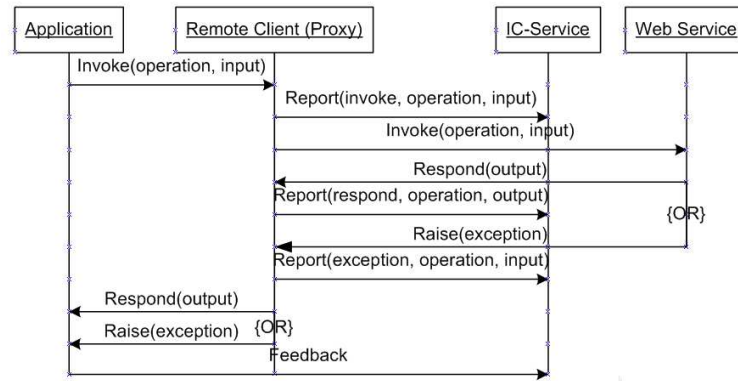 Application
Remote Client (Proxy)
IC-Service
Web Service
Invoke(operation, input)
Report(invoke, operation, input)
Invoke(operation, input)
Respond(output)
Report(respond, operation, output)
{OR}
Raise(exception)
Report(exception, operation, input)
Respond(output)
{OR}
Raise(exception)
Feedback